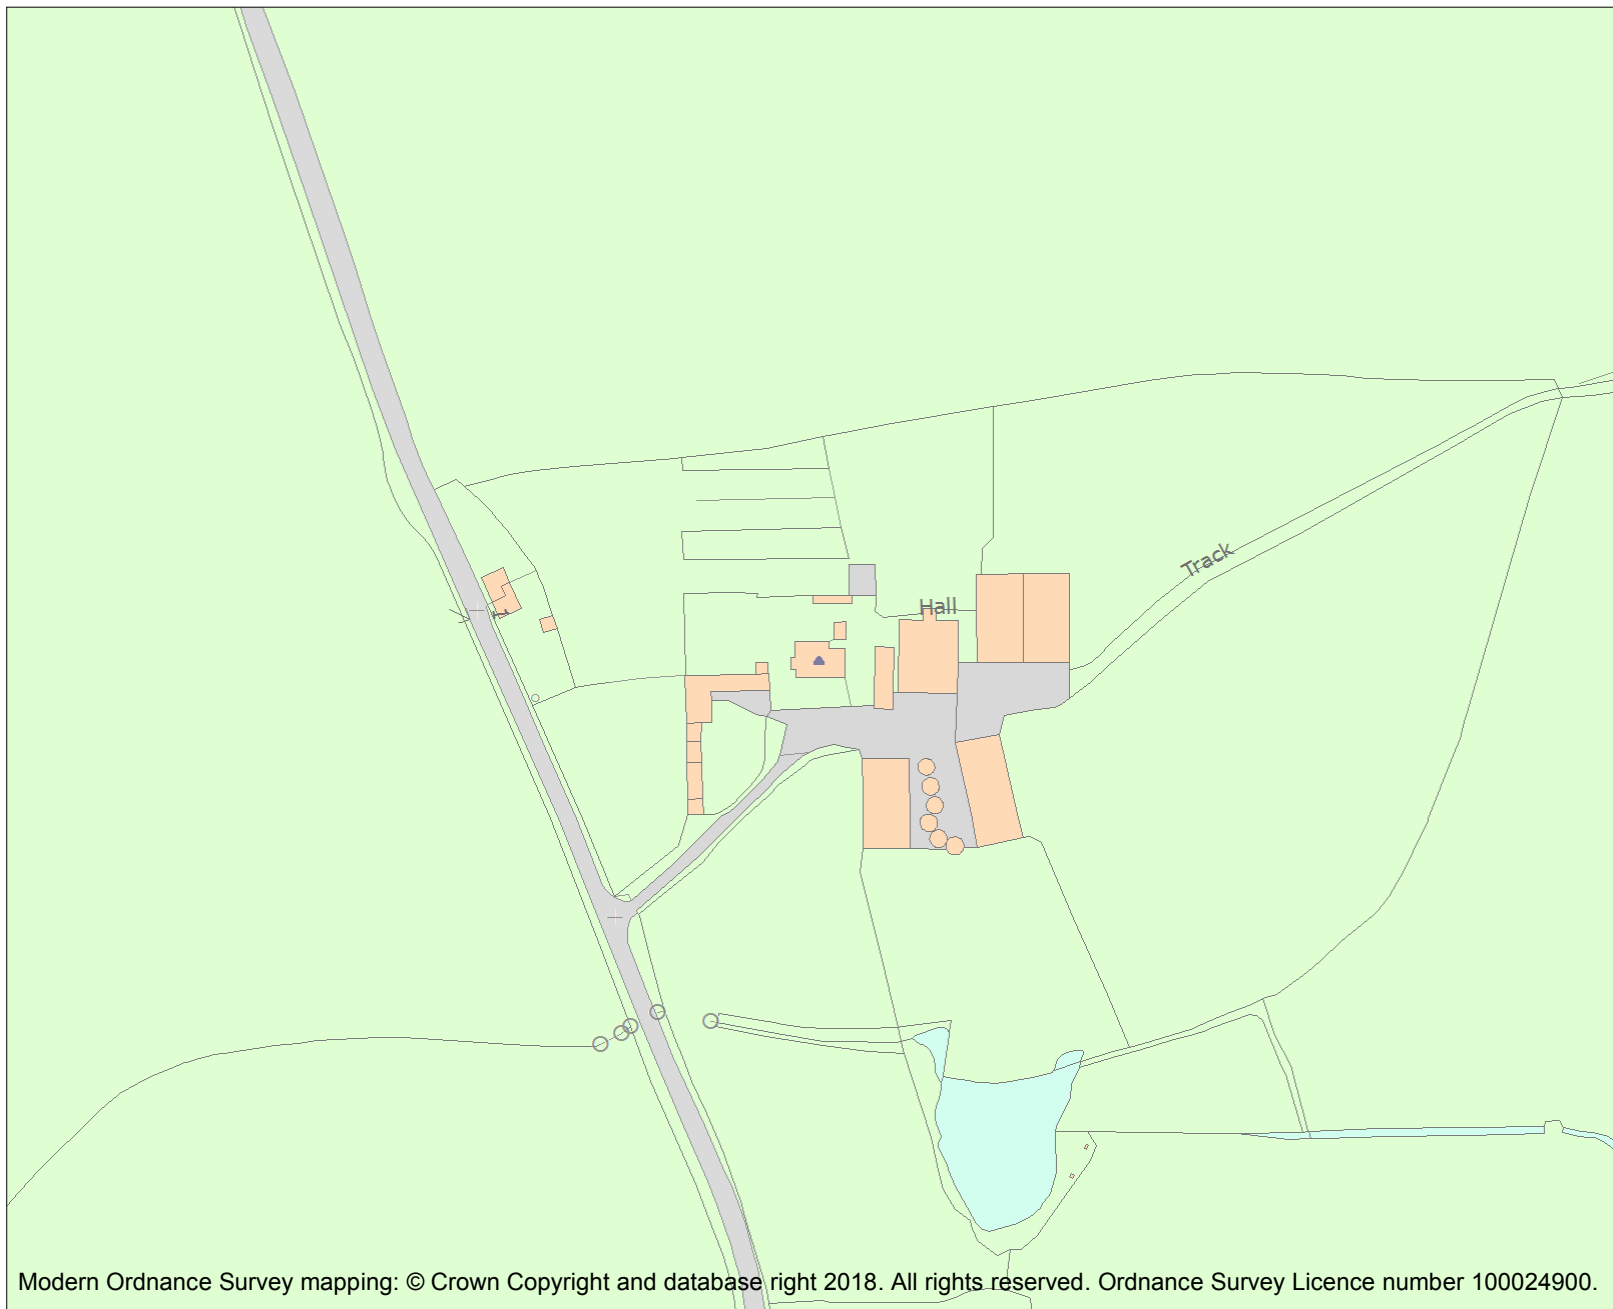 Track
Hall
Modern Ordnance Survey mapping: © Crown Copyright and database right 2018. All rights reserved. Ordnance Survey Licence number 100024900.